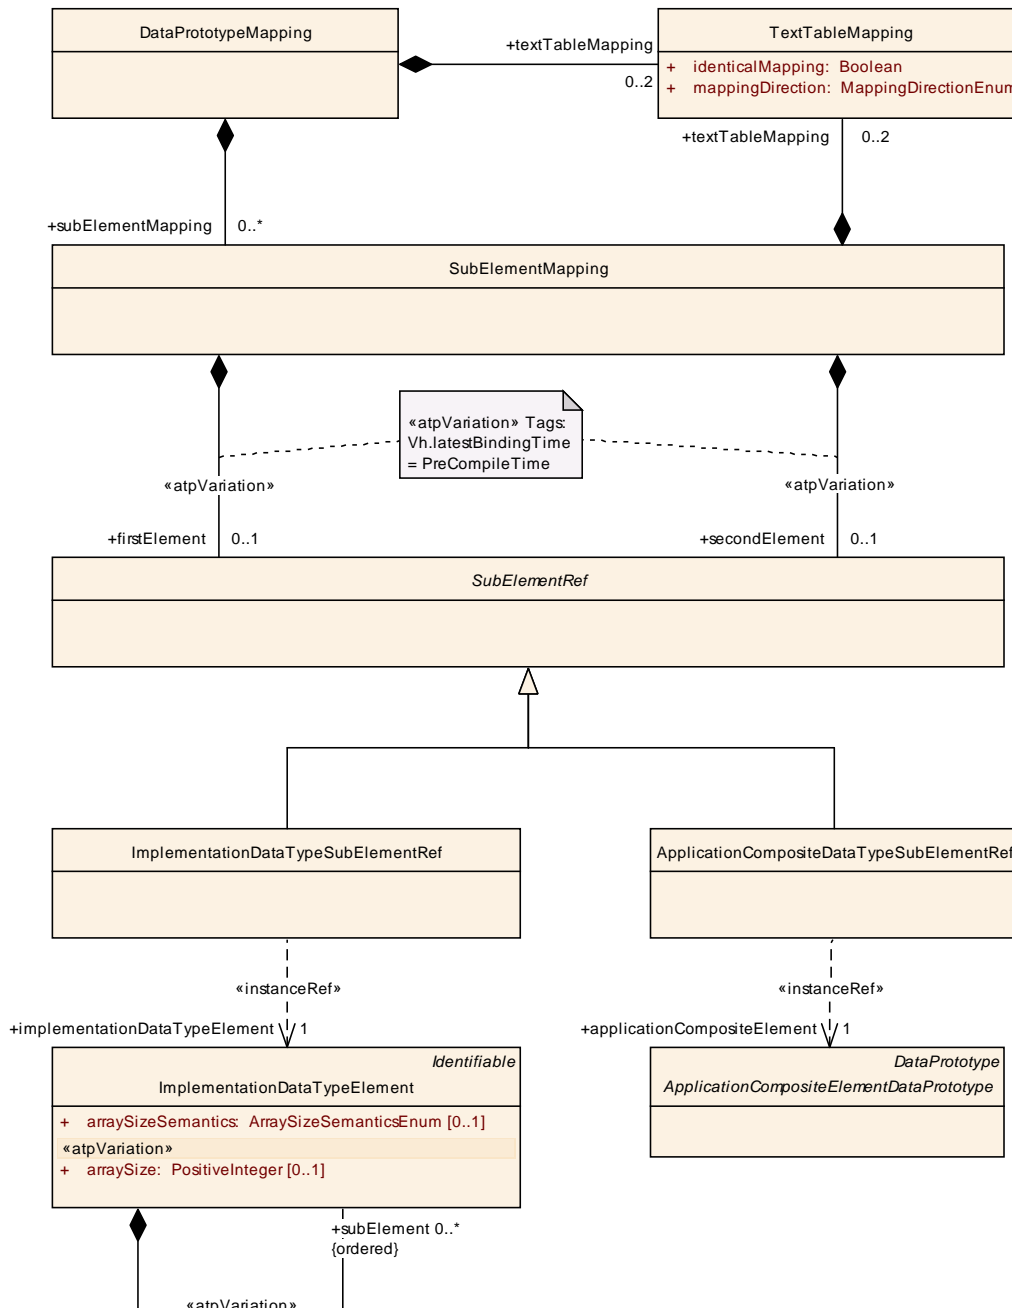 DataPrototypeMapping
+textTableMapping
0..2
TextTableMapping
+ identicalMapping: Boolean
+ mappingDirection: MappingDirectionEnum
+textTableMapping
0..2
+subElementMapping
0..*
SubElementMapping
«atpVariation» Tags:
Vh.latestBindingTime
= PreCompileTime
«atpVariation»
«atpVariation»
+firstElement
0..1
+secondElement
0..1
SubElementRef
ImplementationDataTypeSubElementRef
ApplicationCompositeDataTypeSubElementRef
«instanceRef»
«instanceRef»
+implementationDataTypeElement
1
+applicationCompositeElement
1
Identifiable
ImplementationDataTypeElement
+ arraySizeSemantics: ArraySizeSemanticsEnum [0..1]
«atpVariation»
+ arraySize: PositiveInteger [0..1]
DataPrototype
ApplicationCompositeElementDataPrototype
+subElement 0..*
{ordered}
«atpVariation»